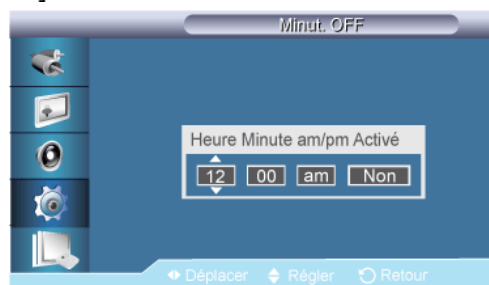 Minut. OFF
Heure Minute am/pm Activé
12 00 am Non
Déplacer Régler Retour